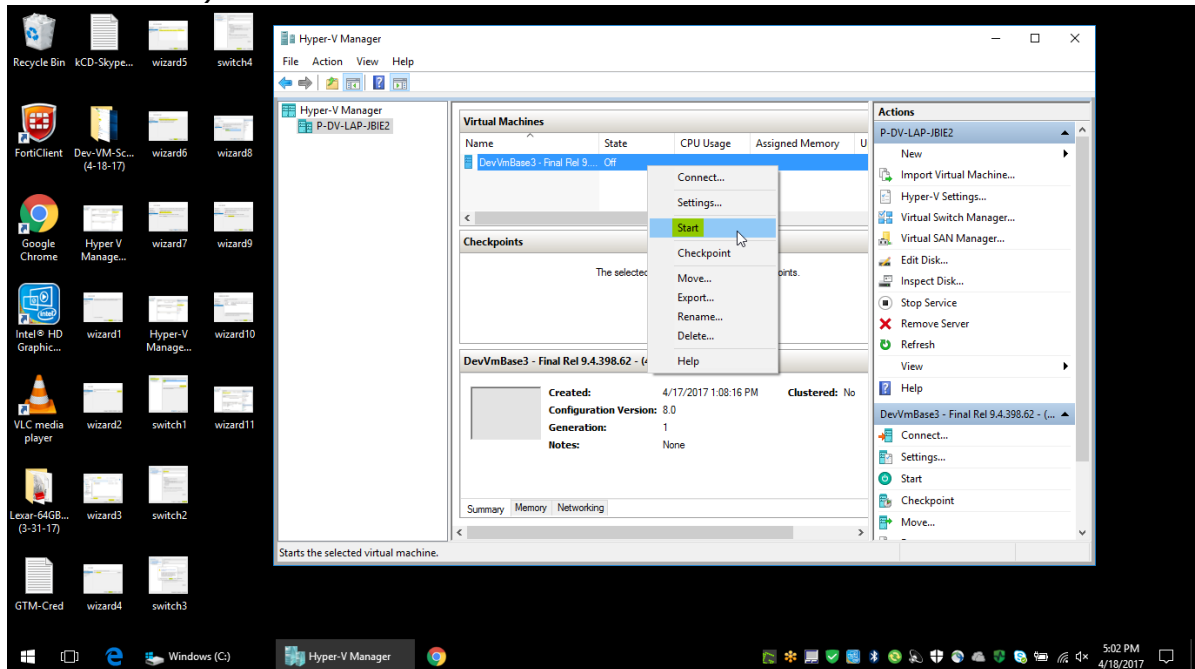 Recycle Bin
kCD-Skype...
wizard5
switch4
FortiClient
Dev-VM-Sc...
(4-18-17)
wizard6
wizard8
Google
Chrome
Hyper V
Manage...
wizard7
wizard9
Intel® HD
Graphic...
wizard1
Hyper-V
Manage...
wizard10
VLC media
player
wizard2
switch1
wizard11
Lexar-64GB...
(3-31-17)
wizard3
switch2
GTM-Cred
wizard4
switch3
Hyper-V Manager
File Action View Help
Hyper-V Manager
P-DV-LAP-JBIE2
Virtual Machines
Name State CPU Usage Assigned Memory U
DevVmBase3 - Final Rel 9.... Off
Connect...
Settings...
Start
Checkpoint
Move...
Export...
Rename...
Delete...
Help
Checkpoints
The selected
DevVmBase3 - Final Rel 9.4.398.62 - (4
Created: 4/17/2017 1:08:16 PM Clustered: No
Configuration Version: 8.0
Generation: 1
Notes: None
Summary Memory Networking
Starts the selected virtual machine.
Actions
P-DV-LAP-JBIE2
New
Import Virtual Machine...
Hyper-V Settings...
Virtual Switch Manager...
Virtual SAN Manager...
Edit Disk...
Inspect Disk...
Stop Service
Remove Server
Refresh
View
Help
DevVmBase3 - Final Rel 9.4.398.62 - (...
Connect...
Settings...
Start
Checkpoint
Move...
Windows (C:)
Hyper-V Manager
5:02 PM
4/18/2017